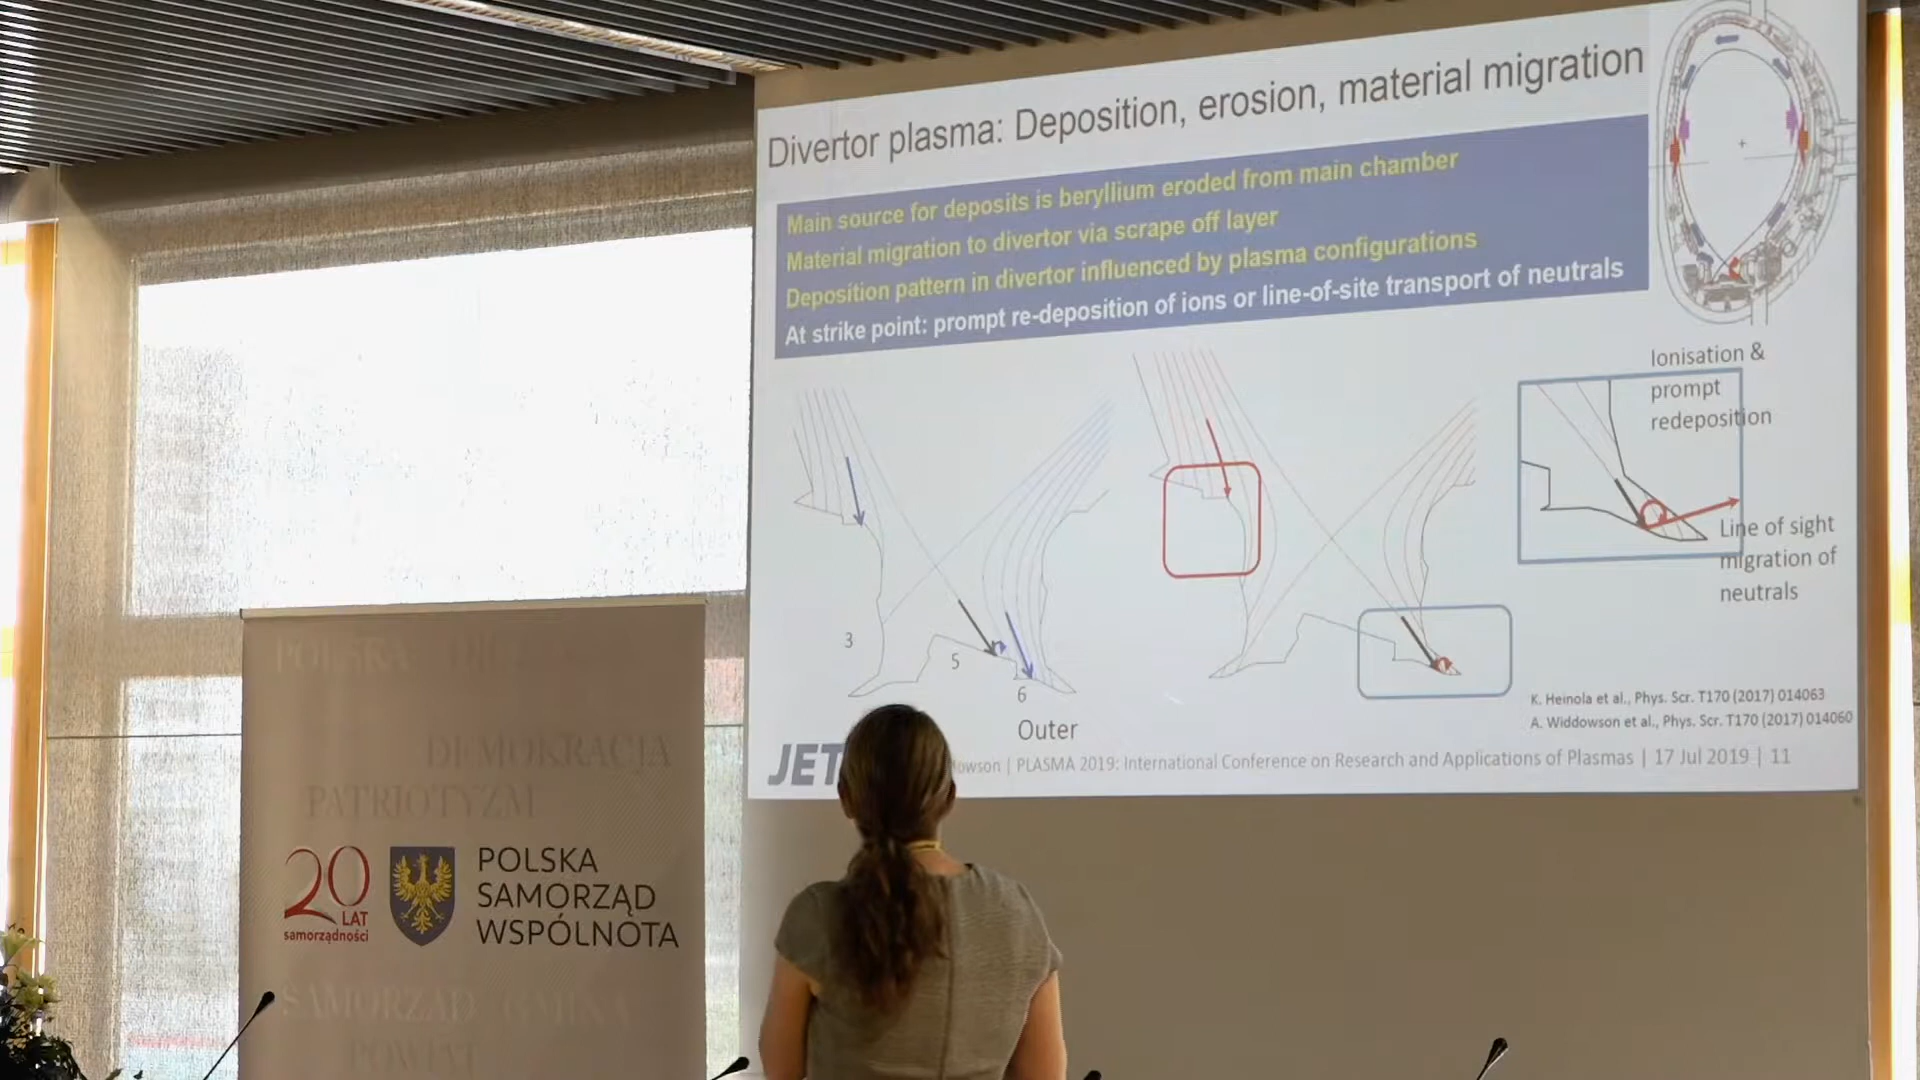 Divertor plasma: Deposition, erosion, material migration
Main source for deposits is beryllium eroded from main chamber
Material migration to divertor via scrape off layer
Deposition pattern in divertor influenced by plasma configurations
At strike point: prompt re-deposition of ions or line-of-site transport of neutrals
Ionisation &
prompt
redeposition
Line of sight
migration of
neutrals
3
5
6
Outer
K. Heinola et al., Phys. Scr. T170 (2017) 014063
A. Widdowson et al., Phys. Scr. T170 (2017) 014060
JET
owson | PLASMA 2019: International Conference on Research and Applications of Plasmas | 17 Jul 2019 | 11
POLSKA
DEMOKRACJA
PATRIOTYZM
20
LAT
samorządności
POLSKA
SAMORZĄD
WSPÓLNOTA
SAMORZĄD GMINA
POWIAT